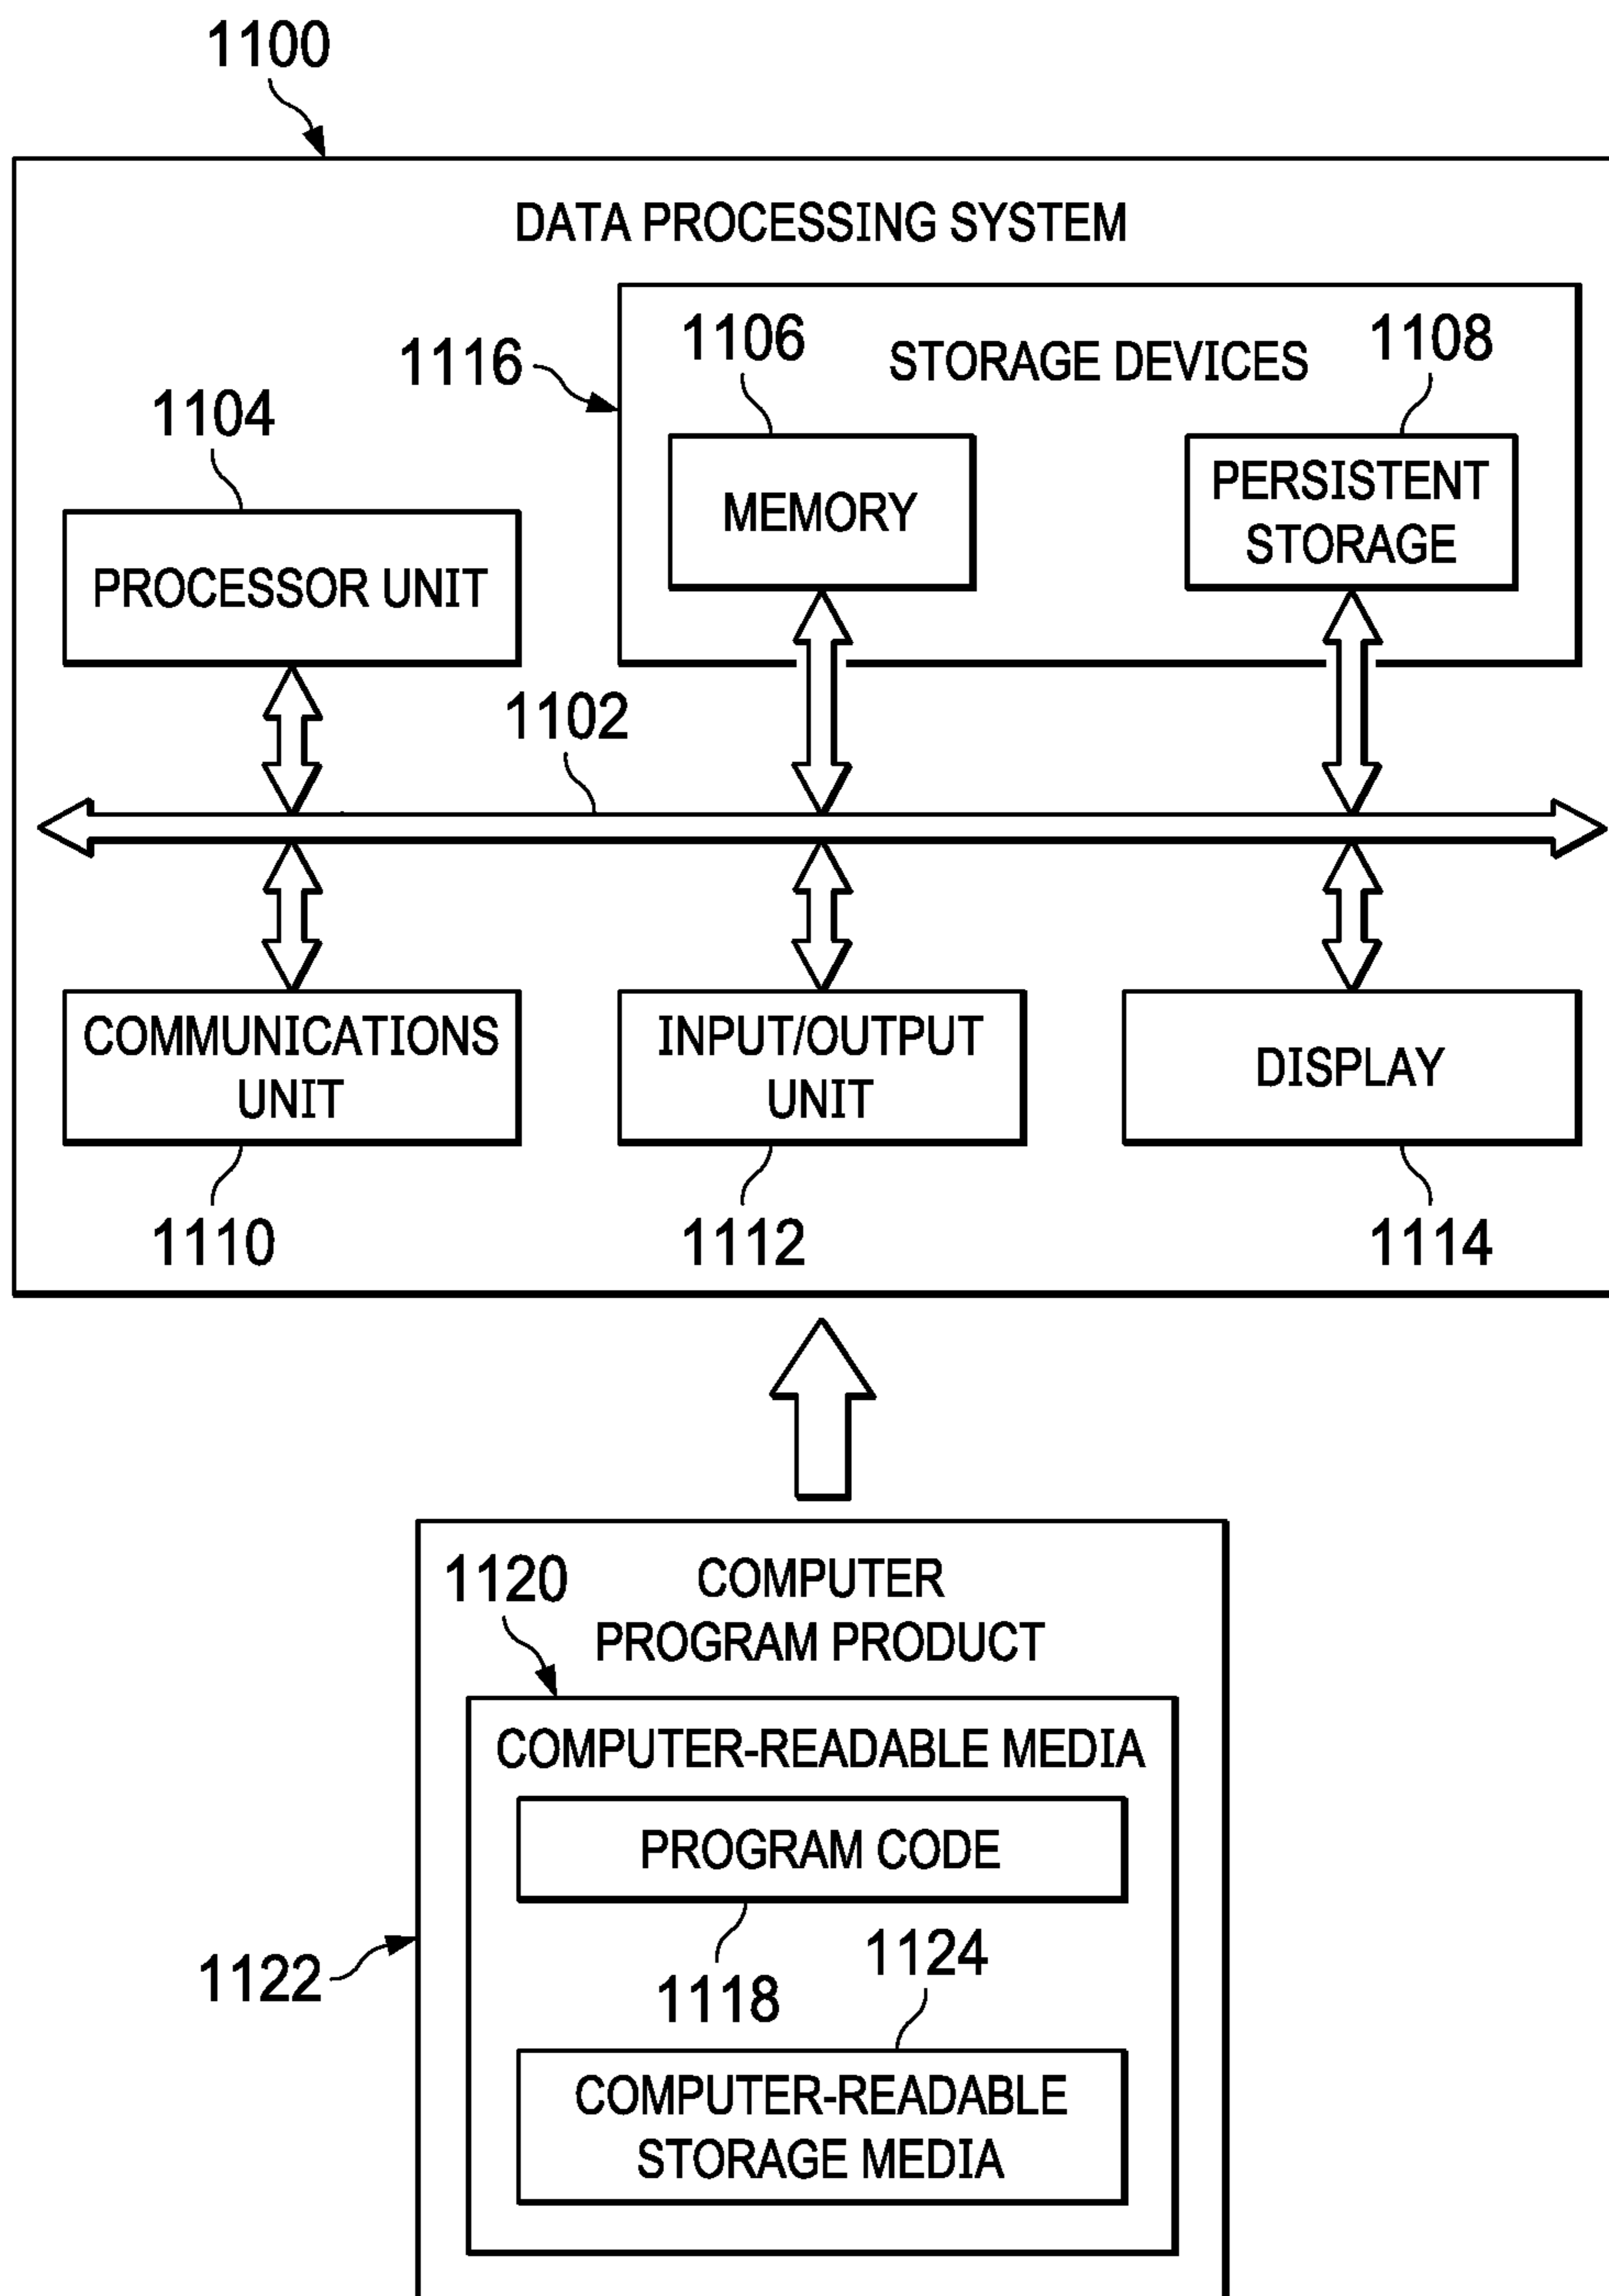 1100
DATA PROCESSING SYSTEM
1116
1106
STORAGE DEVICES
1108
1104
MEMORY
PERSISTENT
STORAGE
PROCESSOR UNIT
1102
COMMUNICATIONS
UNIT
INPUT/OUTPUT
UNIT
DISPLAY
1110
1112
1114
1120
COMPUTER
PROGRAM PRODUCT
COMPUTER-READABLE MEDIA
PROGRAM CODE
1122
1118
1124
COMPUTER-READABLE
STORAGE MEDIA